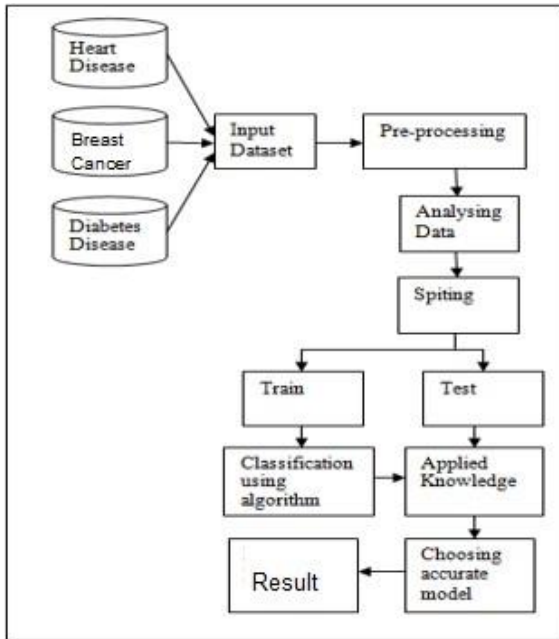 Heart
Disease
Breast
Cancer
Diabetes
Disease
Input
Dataset
Pre-processing
Analysing
Data
Spiting
Train
Test
Classification
using
algorithm
Applied
Knowledge
Result
Choosing
accurate
model